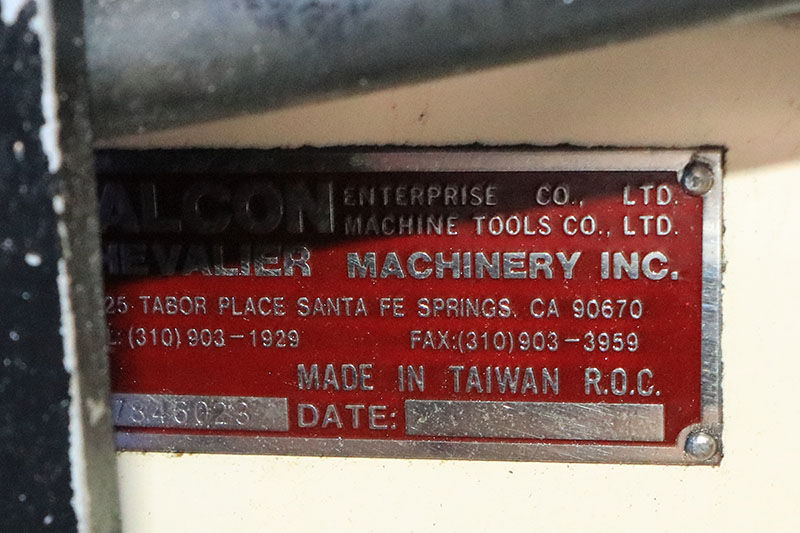 ALCON ENTERPRISE CO., LTD.
MACHINE TOOLS CO., LTD.
HEVALIER MACHINERY INC.
25 TABOR PLACE SANTA FE SPRINGS. CA 90670
L:(310)903-1929 FAX:(310)903-3959
MADE IN TAIWAN R.O.C.
7846023 DATE: